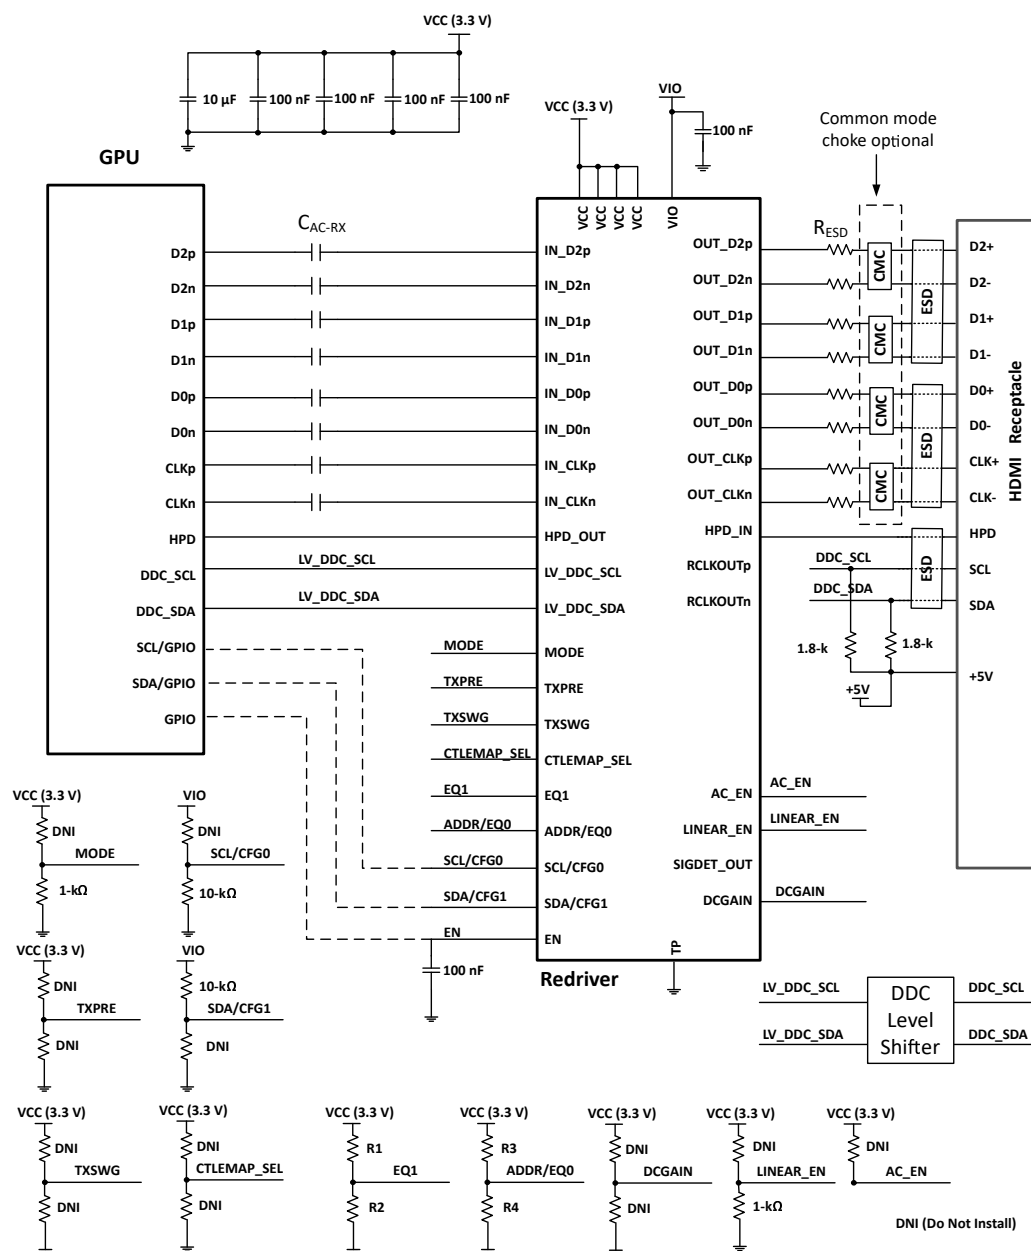 VCC (3.3 V)
10 µF
100 nF
100 nF
100 nF
100 nF
VCC (3.3 V)
VIO
100 nF
Common mode
choke optional
GPU
D2p
D2n
D1p
D1n
D0p
D0n
CLKp
CLKn
HPD
DDC_SCL
DDC_SDA
SCL/GPIO
SDA/GPIO
GPIO
CAC-RX
LV_DDC_SCL
LV_DDC_SDA
MODE
TXPRE
TXSWG
CTLEMAP_SEL
EQ1
ADDR/EQ0
SCL/CFG0
SDA/CFG1
EN
100 nF
VCC
VCC
VCC
VCC
VIO
IN_D2p
IN_D2n
IN_D1p
IN_D1n
IN_D0p
IN_D0n
IN_CLKp
IN_CLKn
HPD_OUT
LV_DDC_SCL
LV_DDC_SDA
MODE
TXPRE
TXSWG
CTLEMAP_SEL
EQ1
ADDR/EQ0
SCL/CFG0
SDA/CFG1
EN
OUT_D2p
OUT_D2n
OUT_D1p
OUT_D1n
OUT_D0p
OUT_D0n
OUT_CLKp
OUT_CLKn
HPD_IN
RCLKOUTp
RCLKOUTn
AC_EN
LINEAR_EN
SIGDET_OUT
DCGAIN
TP
Redriver
RESD
CMC
CMC
CMC
CMC
ESD
ESD
ESD
DDC_SCL
DDC_SDA
1.8-k
1.8-k
+5V
AC_EN
LINEAR_EN
DCGAIN
D2+
D2-
D1+
D1-
D0+
D0-
CLK+
CLK-
HPD
SCL
SDA
+5V
HDMI Receptacle
VCC (3.3 V)
DNI
MODE
1-kΩ
VIO
DNI
SCL/CFG0
10-kΩ
VCC (3.3 V)
DNI
TXPRE
DNI
VIO
10-kΩ
SDA/CFG1
DNI
LV_DDC_SCL
LV_DDC_SDA
DDC
Level
Shifter
DDC_SCL
DDC_SDA
VCC (3.3 V)
DNI
TXSWG
DNI
VCC (3.3 V)
DNI
CTLEMAP_SEL
DNI
VCC (3.3 V)
R1
EQ1
R2
VCC (3.3 V)
R3
ADDR/EQ0
R4
VCC (3.3 V)
DNI
DCGAIN
DNI
VCC (3.3 V)
DNI
LINEAR_EN
1-kΩ
VCC (3.3 V)
DNI
AC_EN
DNI (Do Not Install)